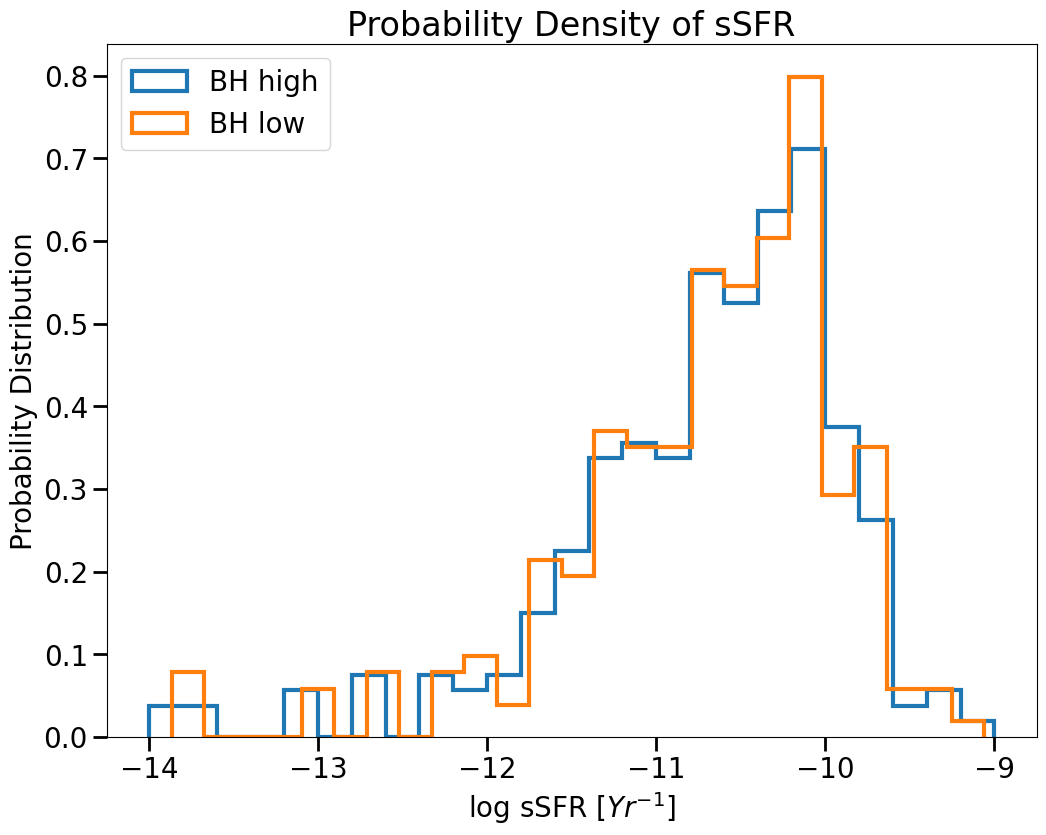 Probability Density of sSFR
BH high
BH low
Probability Distribution
0.8
0.7
0.6
0.5
0.4
0.3
0.2
0.1
0.0
−14 −13 −12 −11 −10 −9
log sSFR [Yr⁻¹]